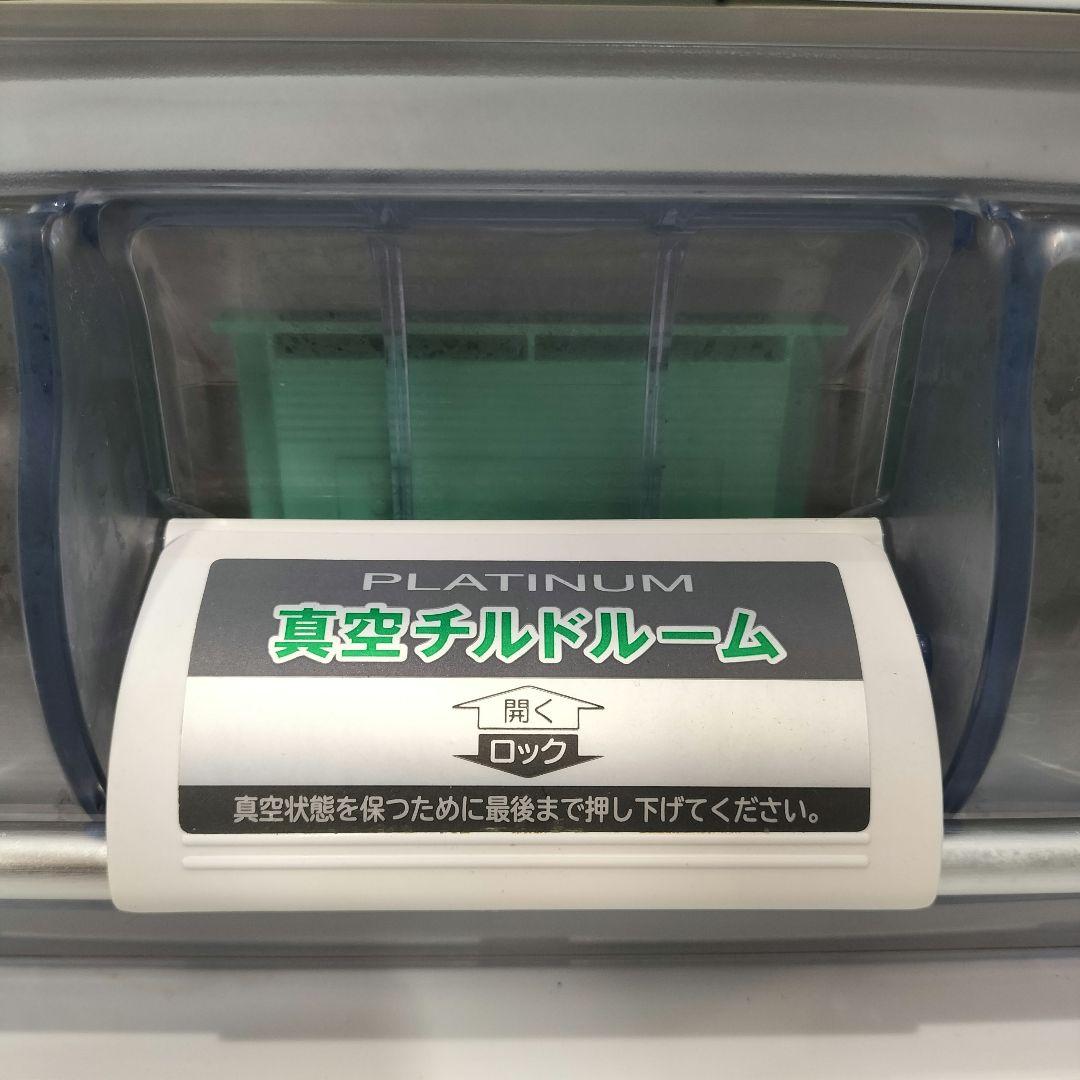 PLATINUM
真空チルドルーム
開く
ロック
真空状態を保つために最後まで押し下げてください。